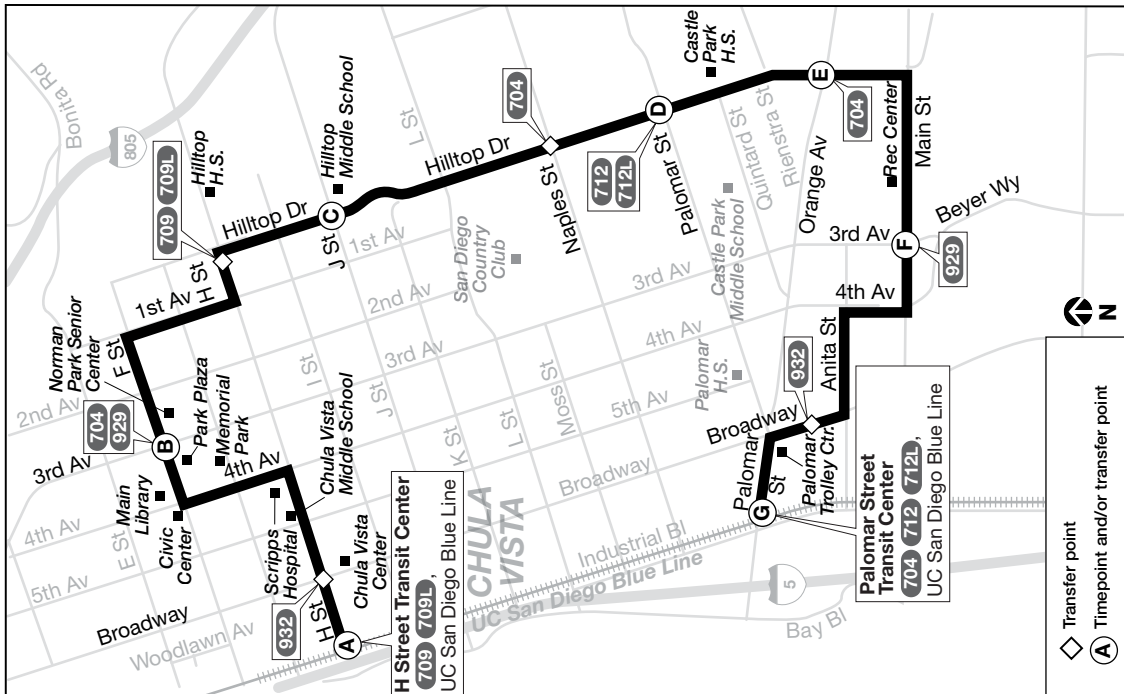 Bonita Rd
805
709 709L
Hilltop
H.S.
Hilltop Dr
Hilltop
Middle School
C
J St
L St
Hilltop Dr
704
Naples St
712
712L
D
Palomar St
Castle
Park
H.S.
Quintard St
Rienstra St
E
704
Orange Av
Rec Center
Main St
F
929
3rd Av
Beyer Wy
4th Av
Anita St
932
Broadway
Palomar
St
Palomar
Trolley Ctr.
G
Palomar Street
Transit Center
704 712 712L,
UC San Diego Blue Line
Castle Park
Middle School
Palomar
H.S.
San Diego
Country
Club
1st Av
2nd Av
3rd Av
4th Av
5th Av
Broadway
Industrial Bl
UC San Diego Blue Line
5
Bay Bl
CHULA
VISTA
Moss St
L St
K St
J St
I St
H St
1st Av
F St
Norman
Park Senior
Center
704
929
B
Park Plaza
Memorial
Park
2nd Av
3rd Av
4th Av
5th Av
E St
Main
Library
Civic
Center
4th Av
Scripps
Hospital
Chula Vista
Middle School
Chula Vista
Center
Broadway
Woodlawn Av
932
H St
A
H Street Transit Center
709 709L,
UC San Diego Blue Line
N
Transfer point
A Timepoint and/or transfer point